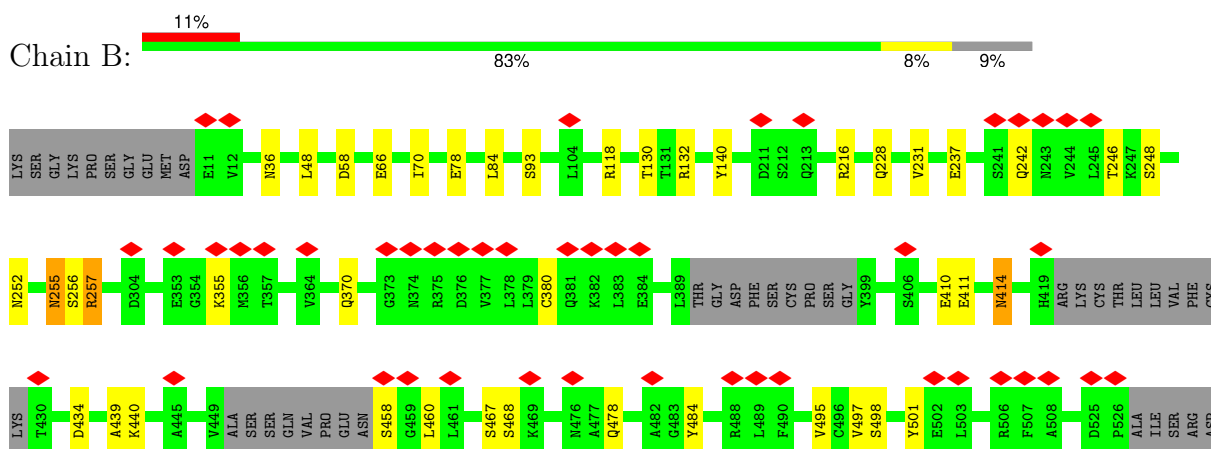 11%
Chain B:
83% 8% 9%
LYS SER GLY LYS PRO SER GLY GLU MET ASP E11 V12 N36 L48 D58 E66 I70 E78 L84 S93 L104 R118 T130 T131 R132 Y140 D211 S212 Q213 R216 Q228 V231 E237 S241 Q242 N243 V244 L245 T246 K247 S248
N252 N255 S256 R257 D304 E353 G354 K355 M356 T357 V364 Q370 G373 N374 R375 D376 V377 L378 L379 C380 Q381 K382 L383 E384 L389 THR GLY ASP PHE SER CYS PRO SER GLY Y399 S406 E410 E411 N414 H419 ARG LYS CYS THR LEU LEU VAL PHE CYS
LYS T430 D434 A439 K440 A445 V449 ALA SER SER GLN VAL PRO GLU ASN S458 G459 L460 L461 S467 S468 K469 N476 A477 Q478 A482 G483 Y484 R488 L489 F490 V495 C496 V497 S498 Y501 E502 L503 R506 F507 A508 D525 P526 ALA ILE SER ARG ASP